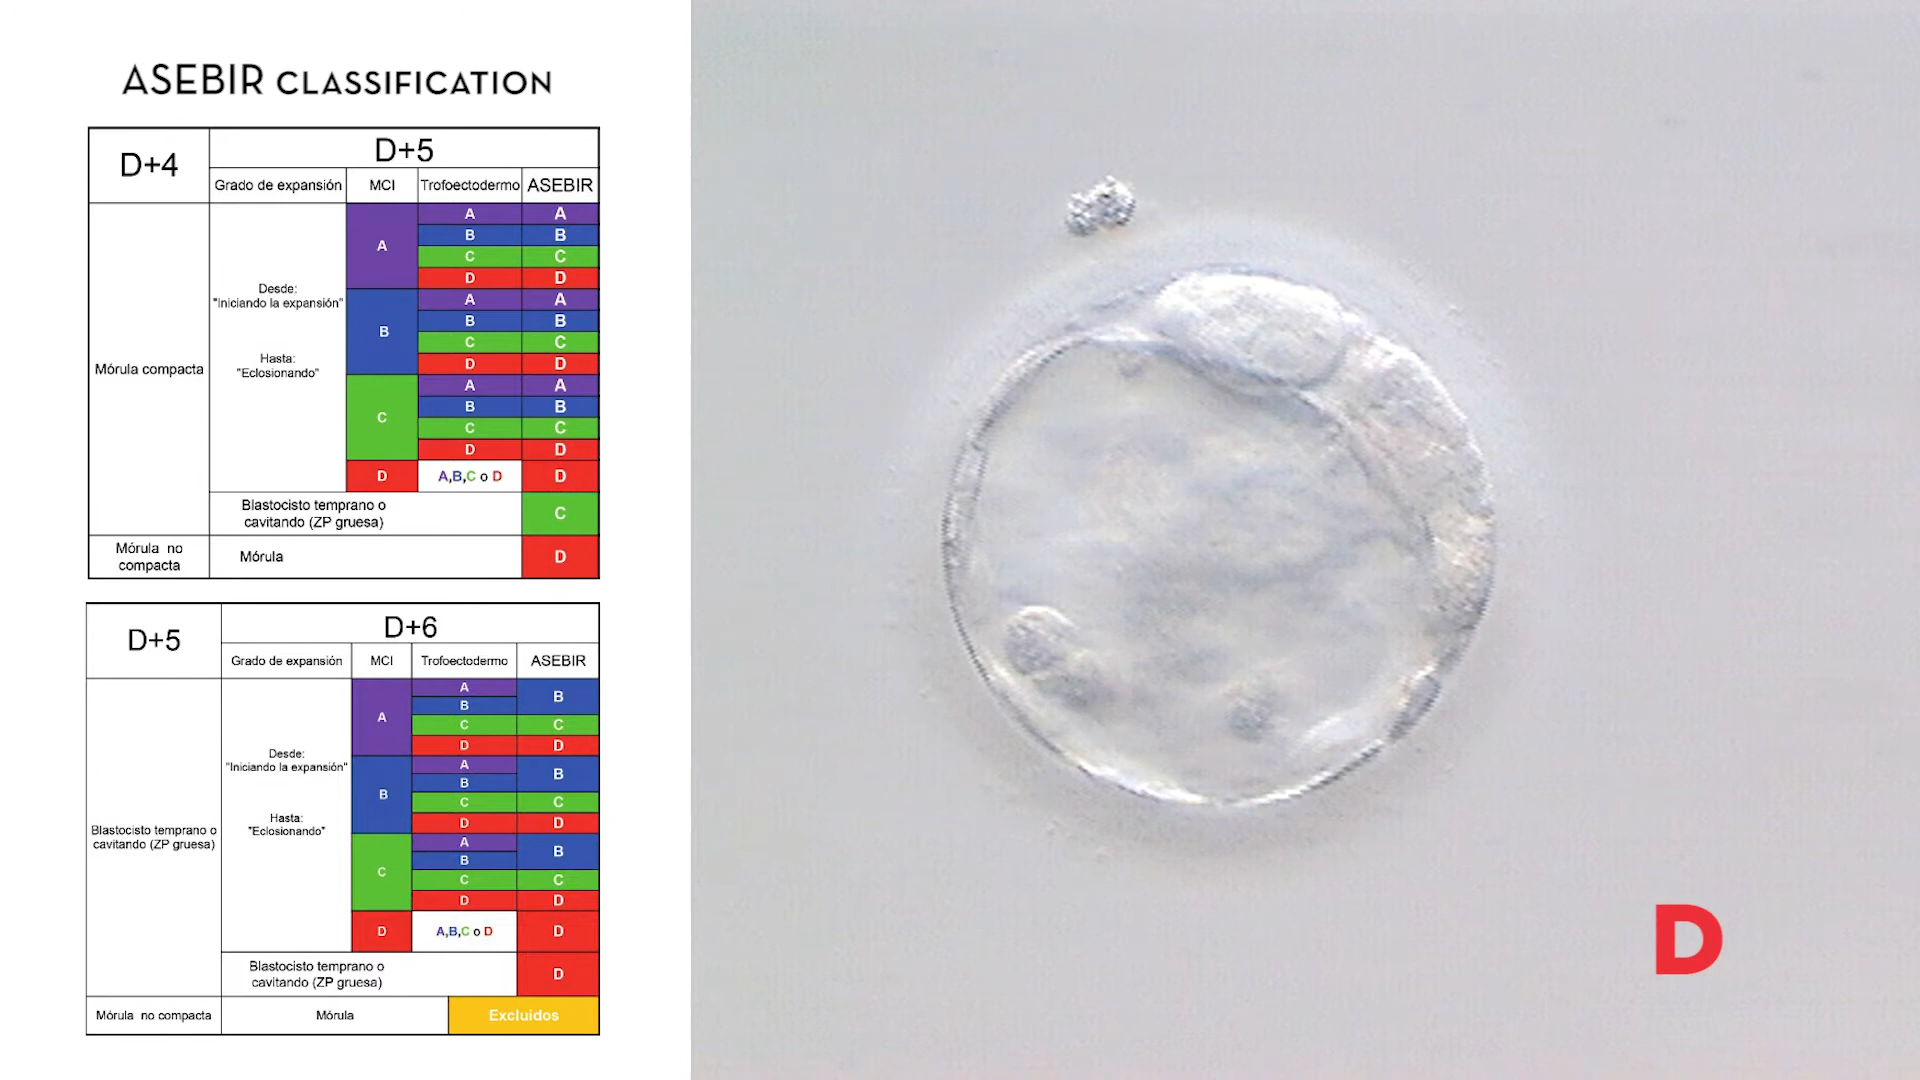 ASEBIR CLASSIFICATION
D+4
D+5
Grado de expansión
MCI
Trofoectodermo
ASEBIR
Mórula compacta
Desde:
"Iniciando la expansión"
Hasta:
"Eclosionando"
A
A
A
B
B
C
C
D
D
B
A
A
B
B
C
C
D
D
C
A
A
B
B
C
C
D
D
D
A,B,C o D
D
Blastocisto temprano o
cavitando (ZP gruesa)
C
Mórula no
compacta
Mórula
D
D+5
D+6
Grado de expansión
MCI
Trofoectodermo
ASEBIR
Blastocisto temprano o
cavitando (ZP gruesa)
Desde:
"Iniciando la expansión"
Hasta:
"Eclosionando"
A
A
B
B
C
C
D
D
B
A
B
B
C
C
D
D
C
A
B
B
C
C
D
D
D
A,B,C o D
D
Blastocisto temprano o
cavitando (ZP gruesa)
D
Mórula no compacta
Mórula
Excluidos
D